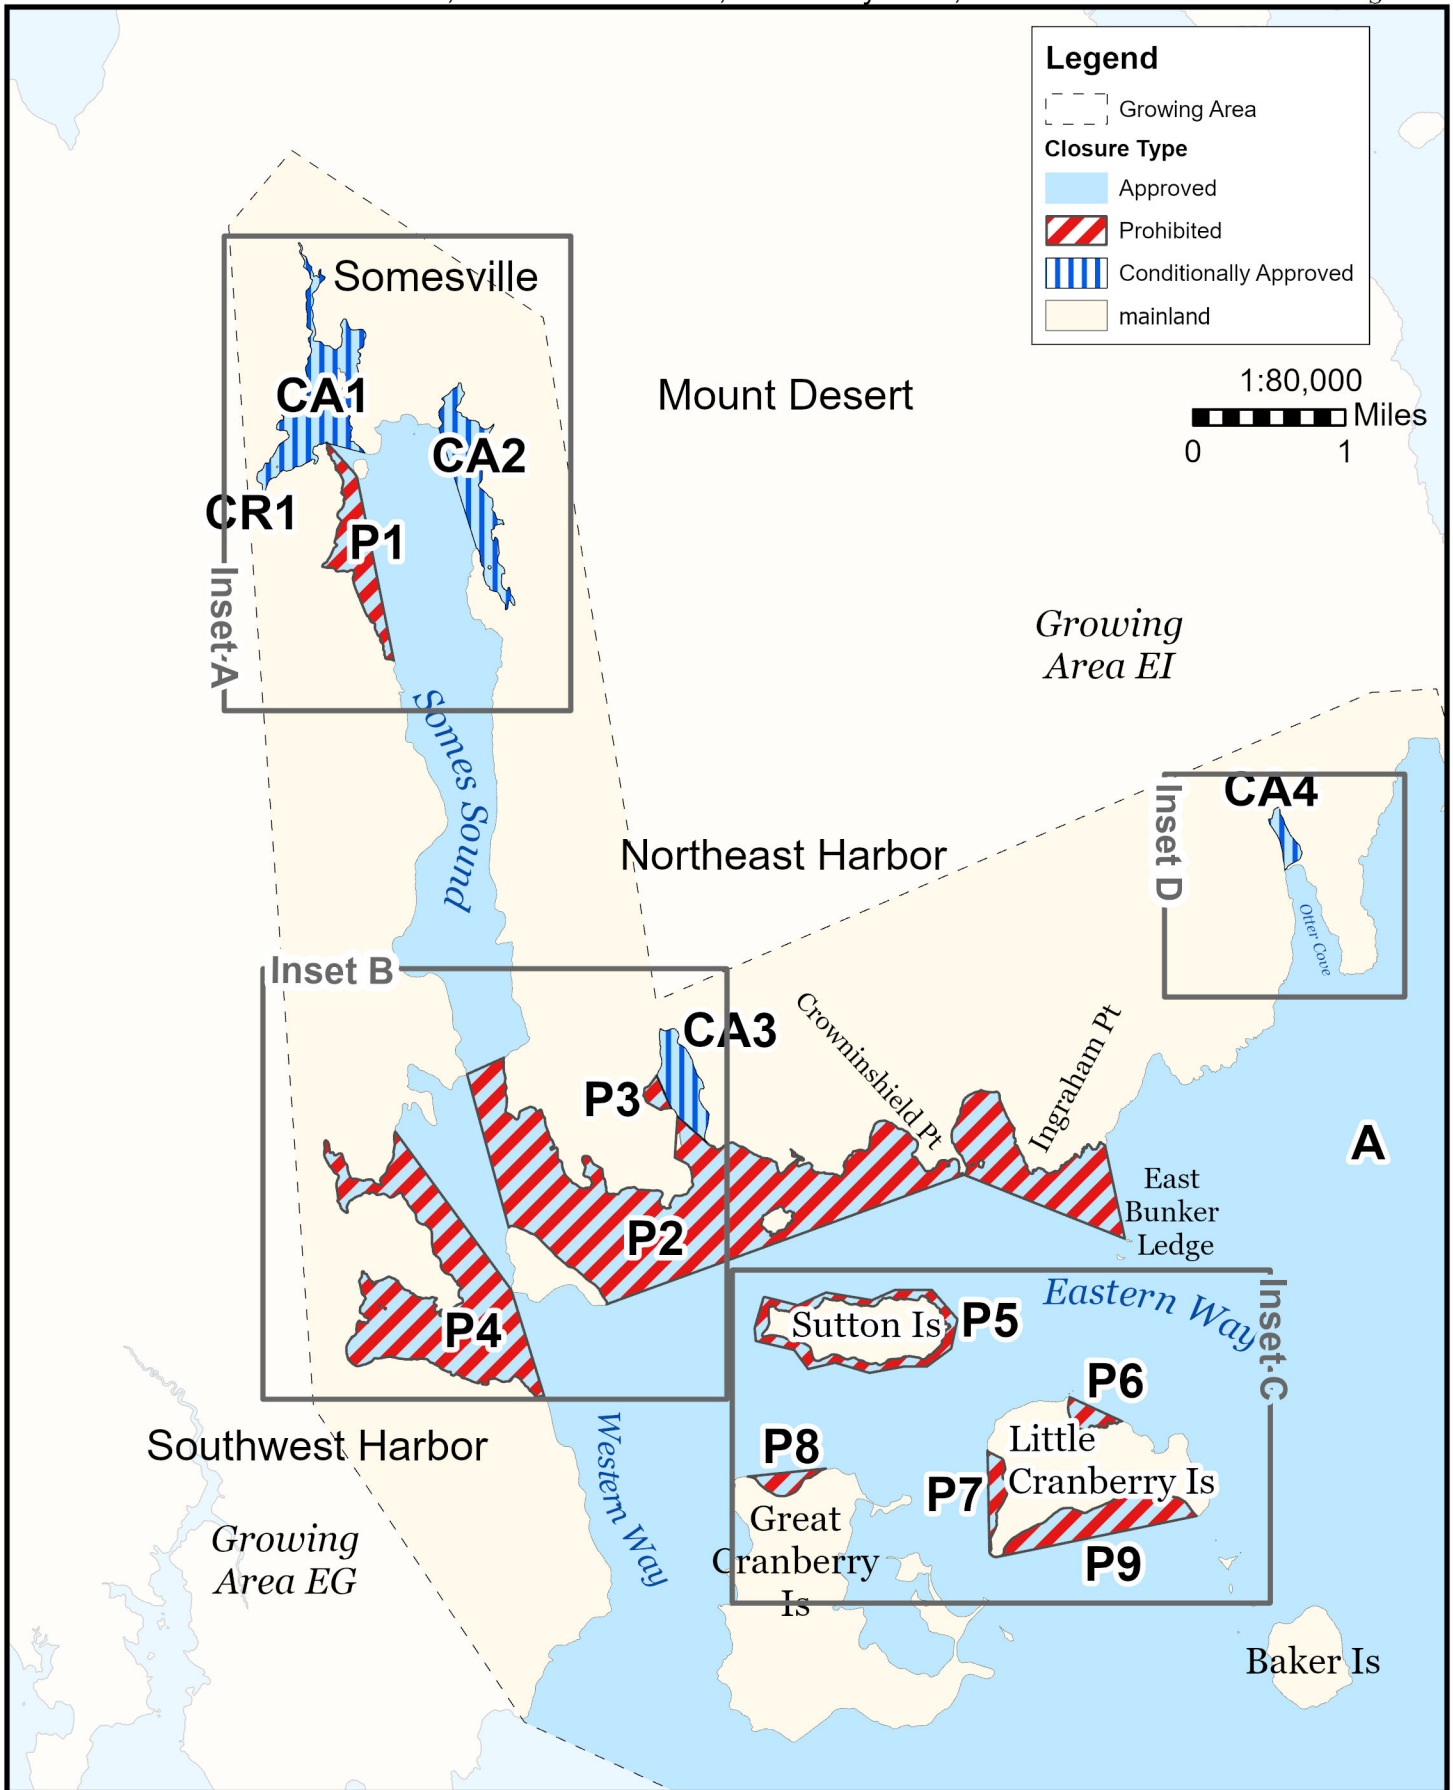 Legend
Growing Area
Closure Type
Approved
Prohibited
Conditionally Approved
mainland
1:80,000
Miles
0 1
Somesville
CA1
CA2
CR1
P1
Inset A
Mount Desert
Growing
Area EI
Somes Sound
CA4
Inset D
Otter Cove
Northeast Harbor
Inset B
CA3
P3
Crowninshield Pt
Ingraham Pt
A
East
Bunker
Ledge
P2
P4
Eastern Way
Inset C
Sutton Is
P5
P6
Little
Cranberry Is
P7
P8
Great
Cranberry
Is
P9
Southwest Harbor
Western Way
Growing
Area EG
Baker Is